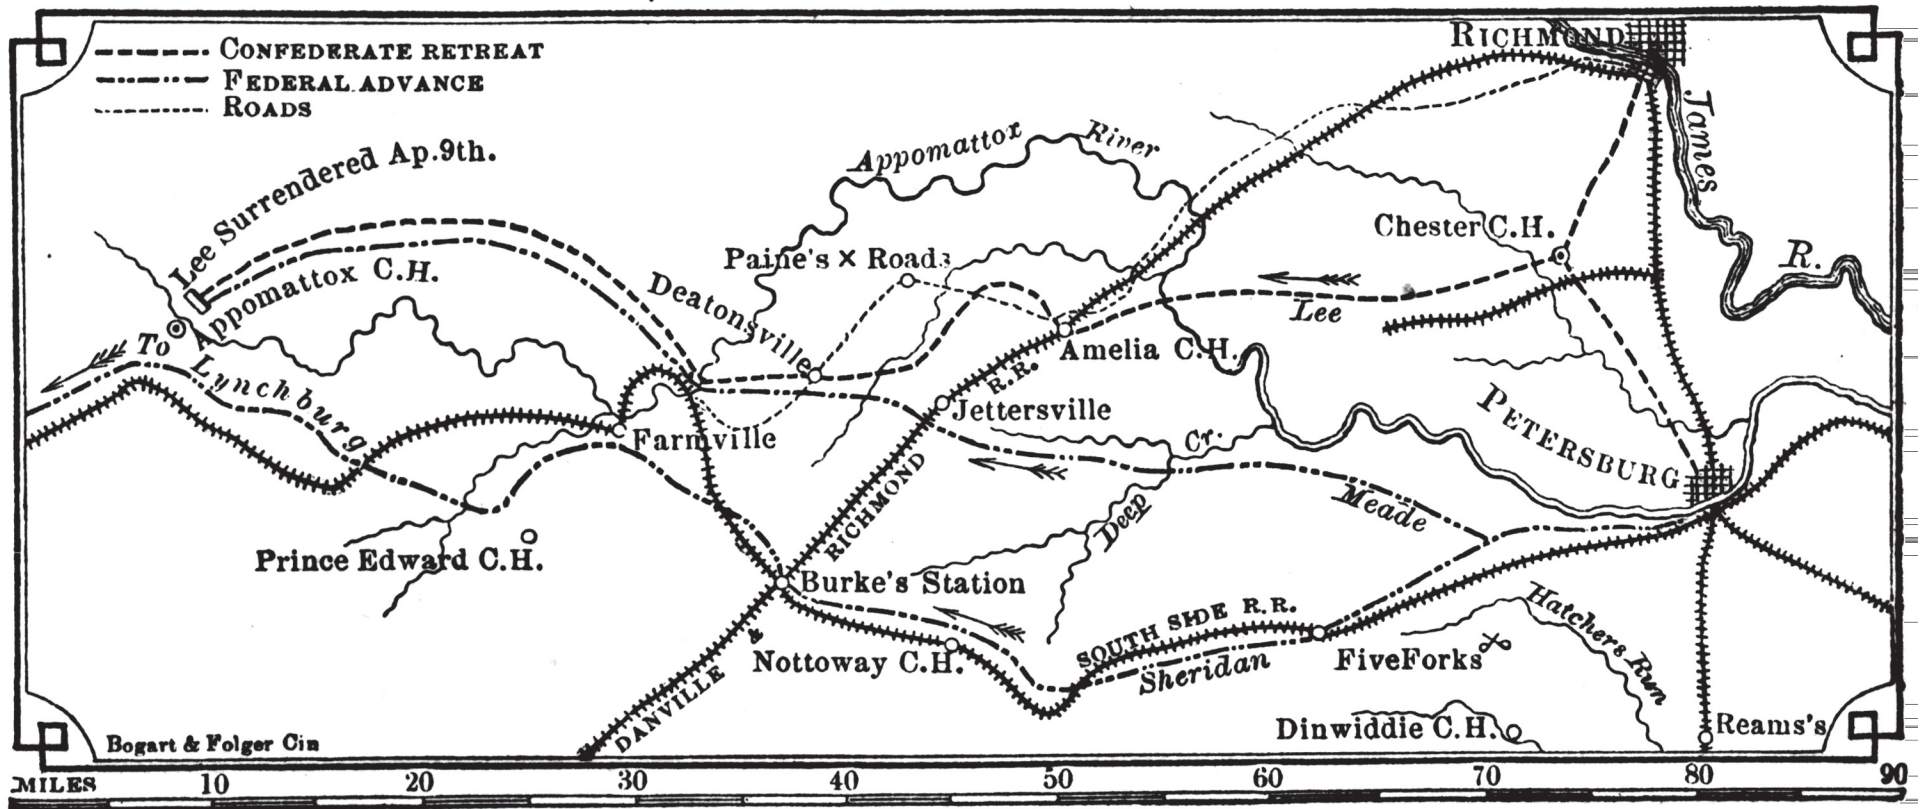 CONFEDERATE RETREAT
FEDERAL ADVANCE
ROADS
RICHMOND
James
R.
Lee Surrendered Ap.9th.
Appomattox C.H.
Appomattox River
Paine's × Roads
Chester C.H.
Deatonsville
Lee
To Lynchburg
Amelia C.H.
R.R.
Jettersville
Farmville
PETERSBURG
Cr.
Deep
Meade
RICHMOND
Prince Edward C.H.
Burke's Station
&
DANVILLE
Nottoway C.H.
SOUTH SIDE R.R.
Sheridan
Five Forks
Hatchers Run
Dinwiddie C.H.
Reams's
Bogart & Folger Cin
MILES 10 20 30 40 50 60 70 80 90